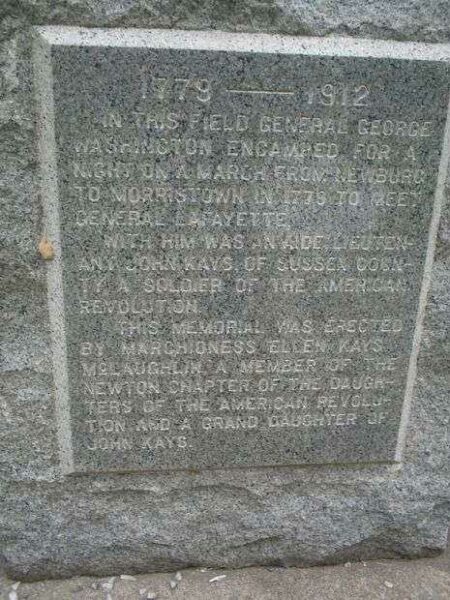 1779 — 1912
IN THIS FIELD GENERAL GEORGE
WASHINGTON ENCAMPED FOR A
NIGHT ON A MARCH FROM NEWBURG
TO MORRISTOWN IN 1779 TO MEET
GENERAL LAFAYETTE.
WITH HIM WAS AN AIDE, LIEUTEN-
ANT JOHN KAYS, OF SUSSEX COUN-
TY A SOLDIER OF THE AMERICAN
REVOLUTION.
THIS MEMORIAL WAS ERECTED
BY MARCHIONESS ELLEN KAYS
MCLAUGHLIN A MEMBER OF THE
NEWTON CHAPTER OF THE DAUGH-
TERS OF THE AMERICAN REVOLU-
TION AND A GRAND DAUGHTER OF
JOHN KAYS.